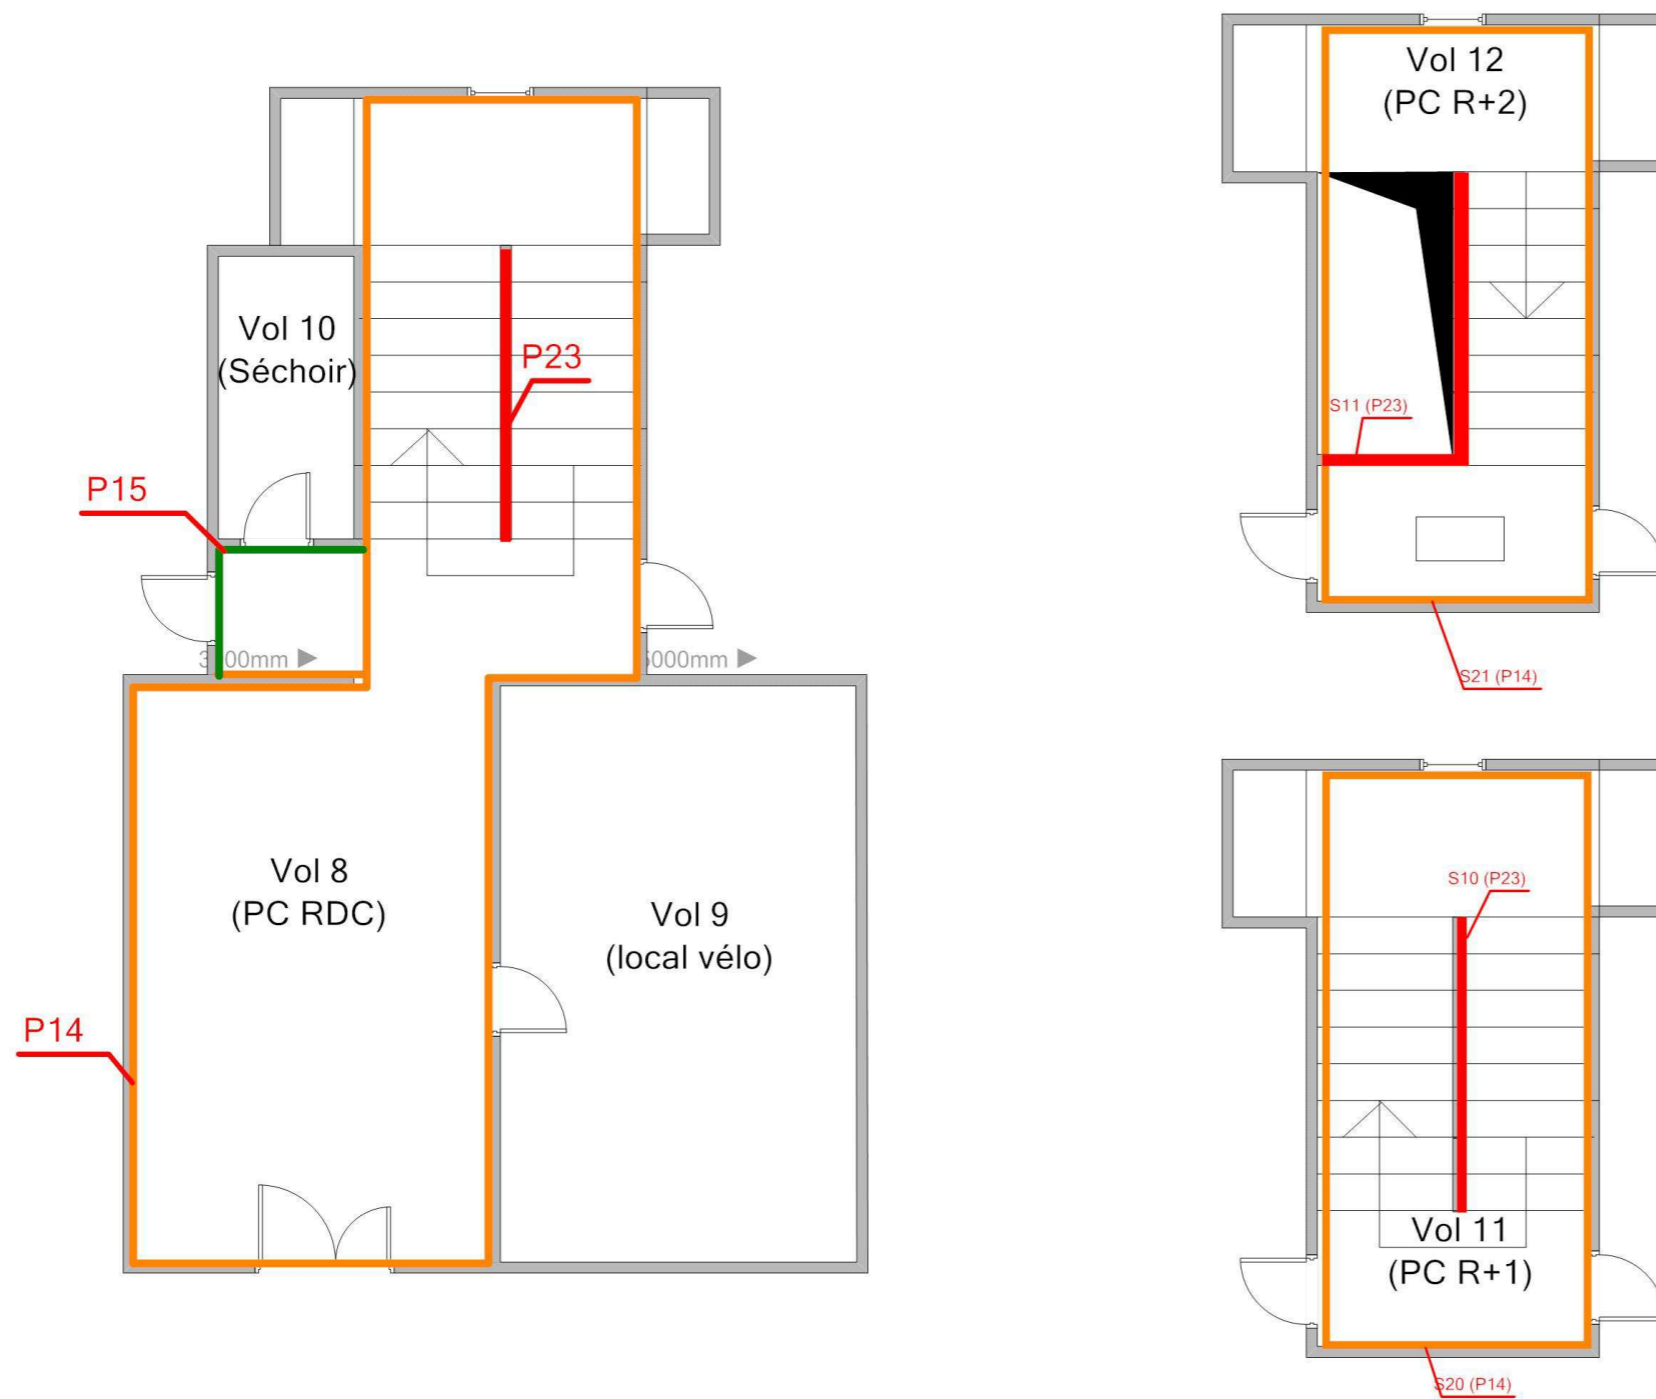 Vol 12
(PC R+2)
Vol 10
(Séchoir)
P23
S11 (P23)
P15
00mm
000mm
S21 (P14)
Vol 8
(PC RDC)
Vol 9
(local vélo)
S10 (P23)
P14
Vol 11
(PC R+1)
S20 (P14)